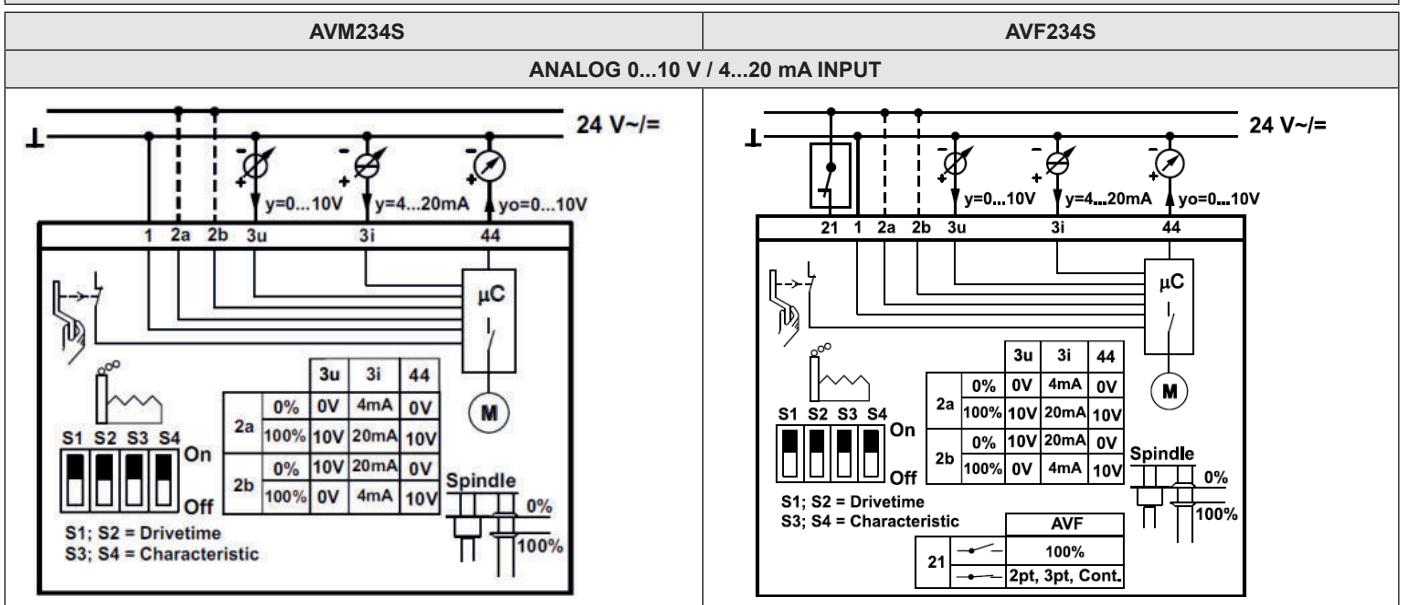 AVM234S AVF234S
ANALOG 0...10 V / 4...20 mA INPUT
24 V~/=
- - -
+ + +
y=0...10V y=4...20mA yo=0...10V
1 2a 2b 3u 3i 44
µC
M
3u 3i 44
2a 0% 0V 4mA 0V
100% 10V 20mA 10V
2b 0% 10V 20mA 0V
100% 0V 4mA 10V
S1 S2 S3 S4
On
Off
Spindle
0%
100%
S1; S2 = Drivetime
S3; S4 = Characteristic
24 V~/=
- - -
+ + +
y=0...10V y=4...20mA yo=0...10V
21 1 2a 2b 3u 3i 44
µC
M
3u 3i 44
2a 0% 0V 4mA 0V
100% 10V 20mA 10V
2b 0% 10V 20mA 0V
100% 0V 4mA 10V
S1 S2 S3 S4
On
Off
Spindle
0%
100%
S1; S2 = Drivetime
S3; S4 = Characteristic
AVF
21 100%
2pt, 3pt, Cont.